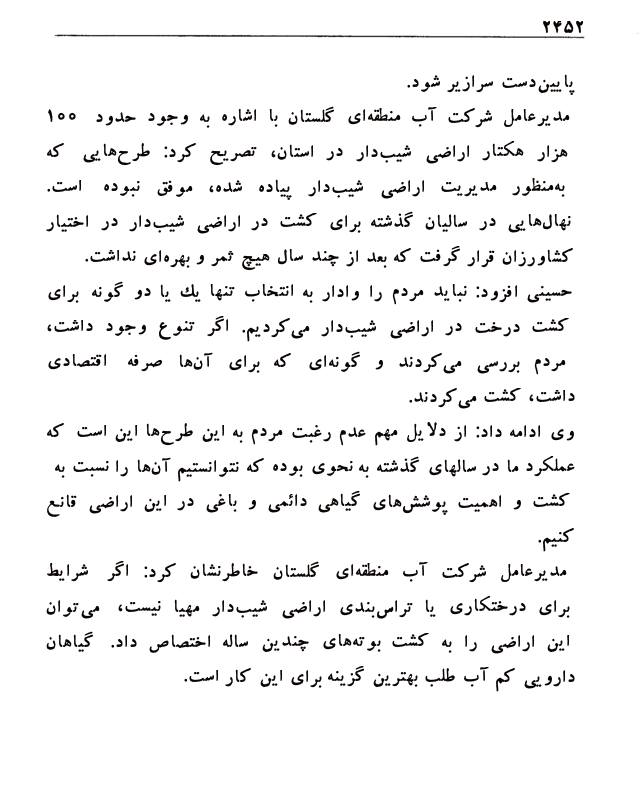 ۲۴۵۲
پایین‌دست سرازیر شود.
مدیرعامل شرکت آب منطقه‌ای گلستان با اشاره به وجود حدود ۱۰۰
هزار هکتار اراضی شیب‌دار در استان، تصریح کرد: طرح‌هایی که
به‌منظور مدیریت اراضی شیب‌دار پیاده شده، موفق نبوده است.
نهال‌هایی در سالیان گذشته برای کشت در اراضی شیب‌دار در اختیار
کشاورزان قرار گرفت که بعد از چند سال هیچ ثمر و بهره‌ای نداشت.
حسینی افزود: نباید مردم را وادار به انتخاب تنها یك یا دو گونه برای
کشت درخت در اراضی شیب‌دار می‌کردیم. اگر تنوع وجود داشت،
مردم بررسی می‌کردند و گونه‌ای که برای آن‌ها صرفه اقتصادی
داشت، کشت می‌کردند.
وی ادامه داد: از دلایل مهم عدم رغبت مردم به این طرح‌ها این است که
عملکرد ما در سالهای گذشته به نحوی بوده که نتوانستیم آن‌ها را نسبت به
کشت و اهمیت پوشش‌های گیاهی دائمی و باغی در این اراضی قانع
کنیم.
مدیرعامل شرکت آب منطقه‌ای گلستان خاطرنشان کرد: اگر شرایط
برای درختکاری یا تراس‌بندی اراضی شیب‌دار مهیا نیست، می‌توان
این اراضی را به کشت بوته‌های چندین ساله اختصاص داد. گیاهان
دارویی کم آب طلب بهترین گزینه برای این کار است.